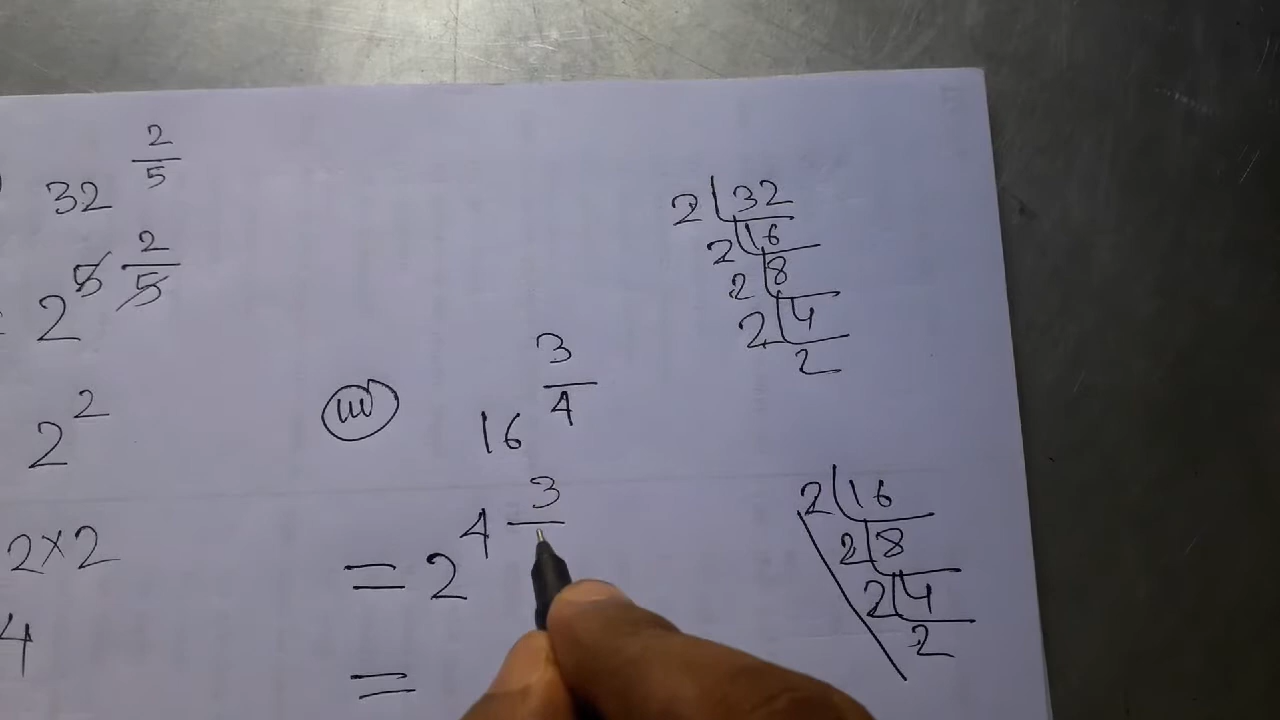 32^(2/5)
= 2^(5 2/5)
2^2
2×2
4
(iii) 16^(3/4)
= 2^(4 3/
=
2 | 32
2 | 16
2 | 8
2 | 4
2
2 | 16
2 | 8
2 | 4
2